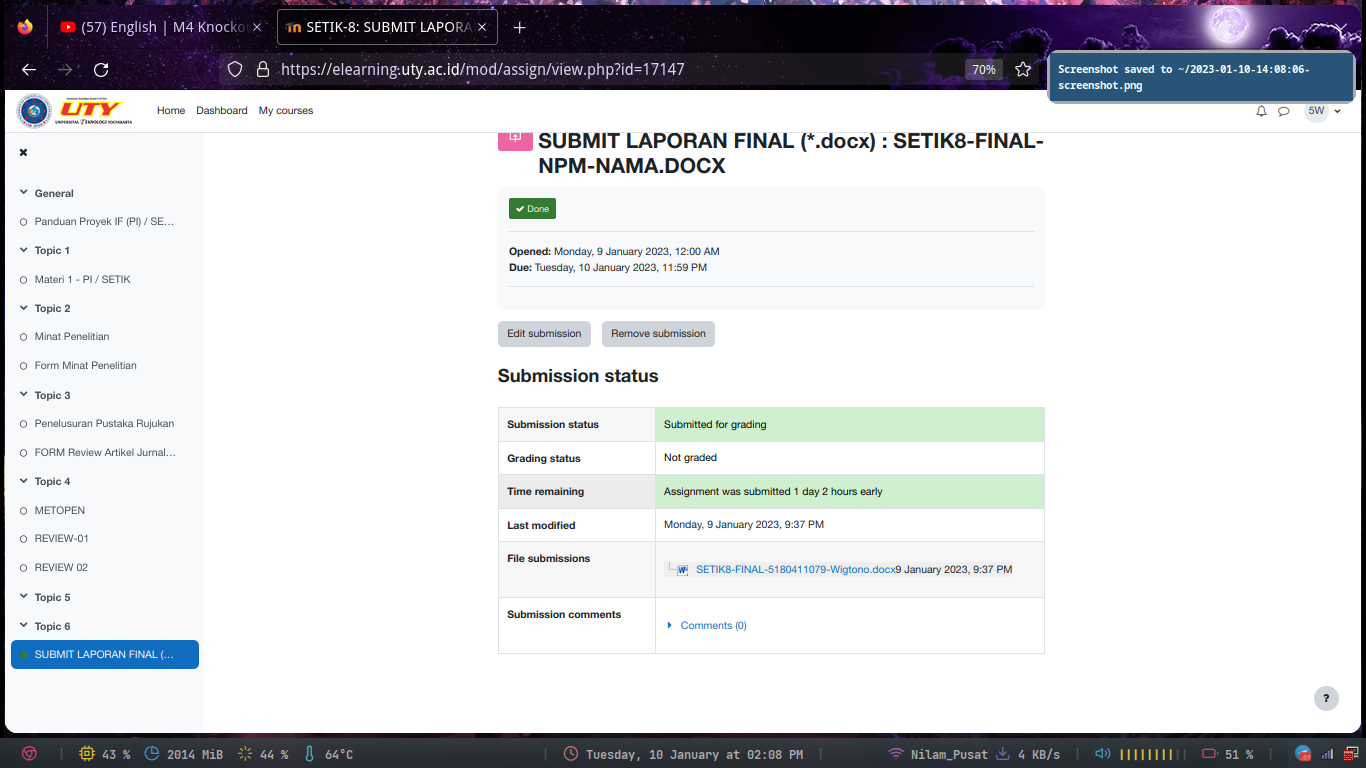 (57) English | M4 Knocko
SETIK-8: SUBMIT LAPORA
https://elearning.uty.ac.id/mod/assign/view.php?id=17147
70%
Screenshot saved to ~/2023-01-10-14:08:06-
screenshot.png
UTY
UNIVERSITAS TEKNOLOGI YOGYAKARTA
Home
Dashboard
My courses
5W
General
Panduan Proyek IF (PI) / SE...
Topic 1
Materi 1 - PI / SETIK
Topic 2
Minat Penelitian
Form Minat Penelitian
Topic 3
Penelusuran Pustaka Rujukan
FORM Review Artikel Jurnal...
Topic 4
METOPEN
REVIEW-01
REVIEW 02
Topic 5
Topic 6
SUBMIT LAPORAN FINAL (...
SUBMIT LAPORAN FINAL (*.docx) : SETIK8-FINAL-
NPM-NAMA.DOCX
Done
Opened: Monday, 9 January 2023, 12:00 AM
Due: Tuesday, 10 January 2023, 11:59 PM
Edit submission
Remove submission
Submission status
Submission status
Submitted for grading
Grading status
Not graded
Time remaining
Assignment was submitted 1 day 2 hours early
Last modified
Monday, 9 January 2023, 9:37 PM
File submissions
SETIK8-FINAL-5180411079-Wigtono.docx9 January 2023, 9:37 PM
Submission comments
Comments (0)
?
43 %
2014 MiB
44 %
64°C
Tuesday, 10 January at 02:08 PM
Nilam_Pusat
4 KB/s
51 %